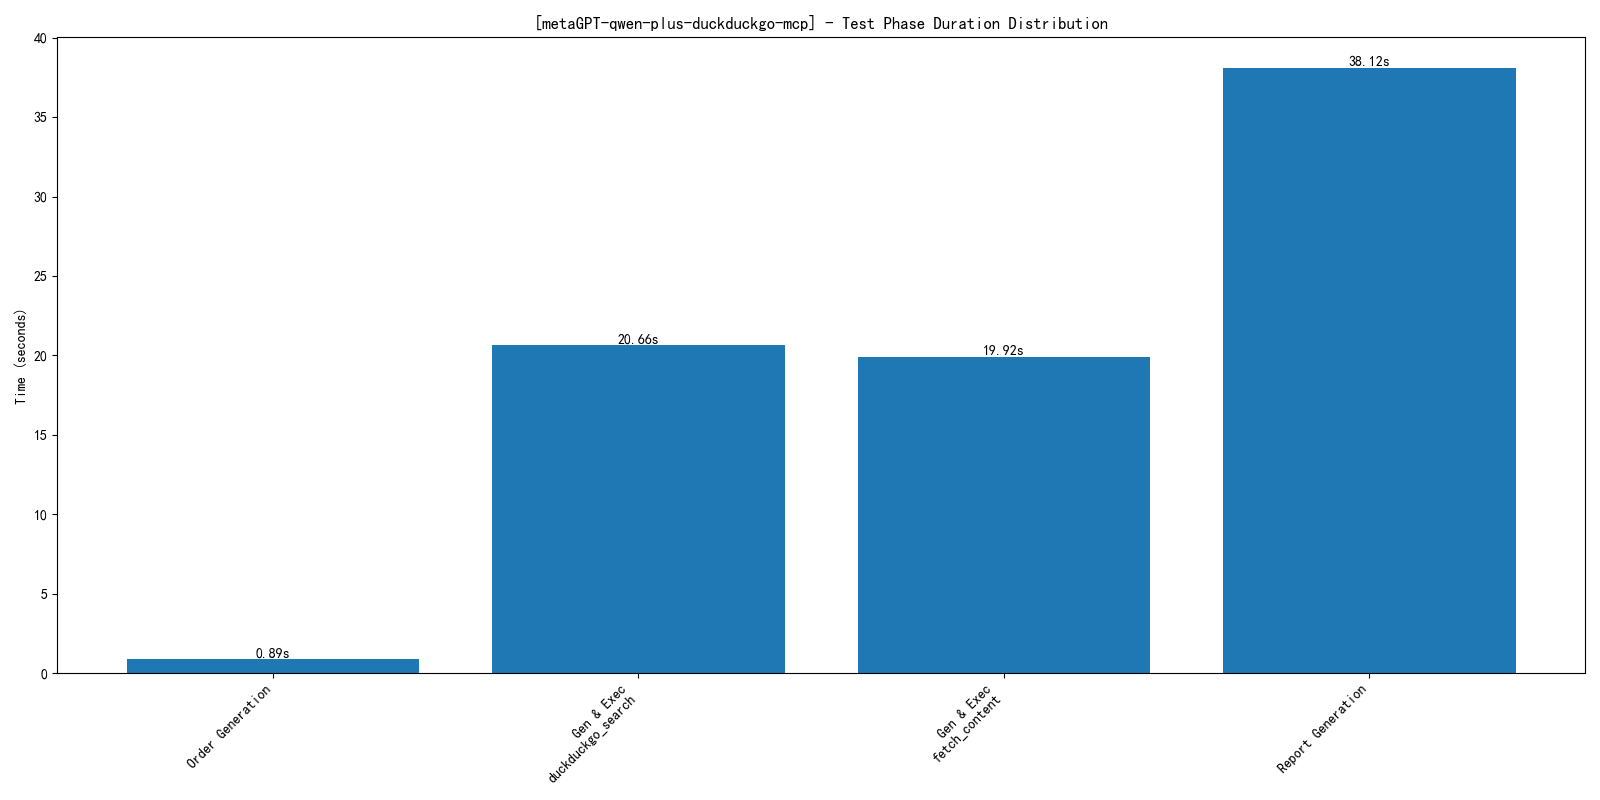 [metaGPT-qwen-plus-duckduckgo-mcp] - Test Phase Duration Distribution
40
35
30
25
20
15
10
5
0
Time (seconds)
0.89s
20.66s
19.92s
38.12s
Order Generation
Gen & Exec
duckduckgo_search
Gen & Exec
fetch_content
Report Generation